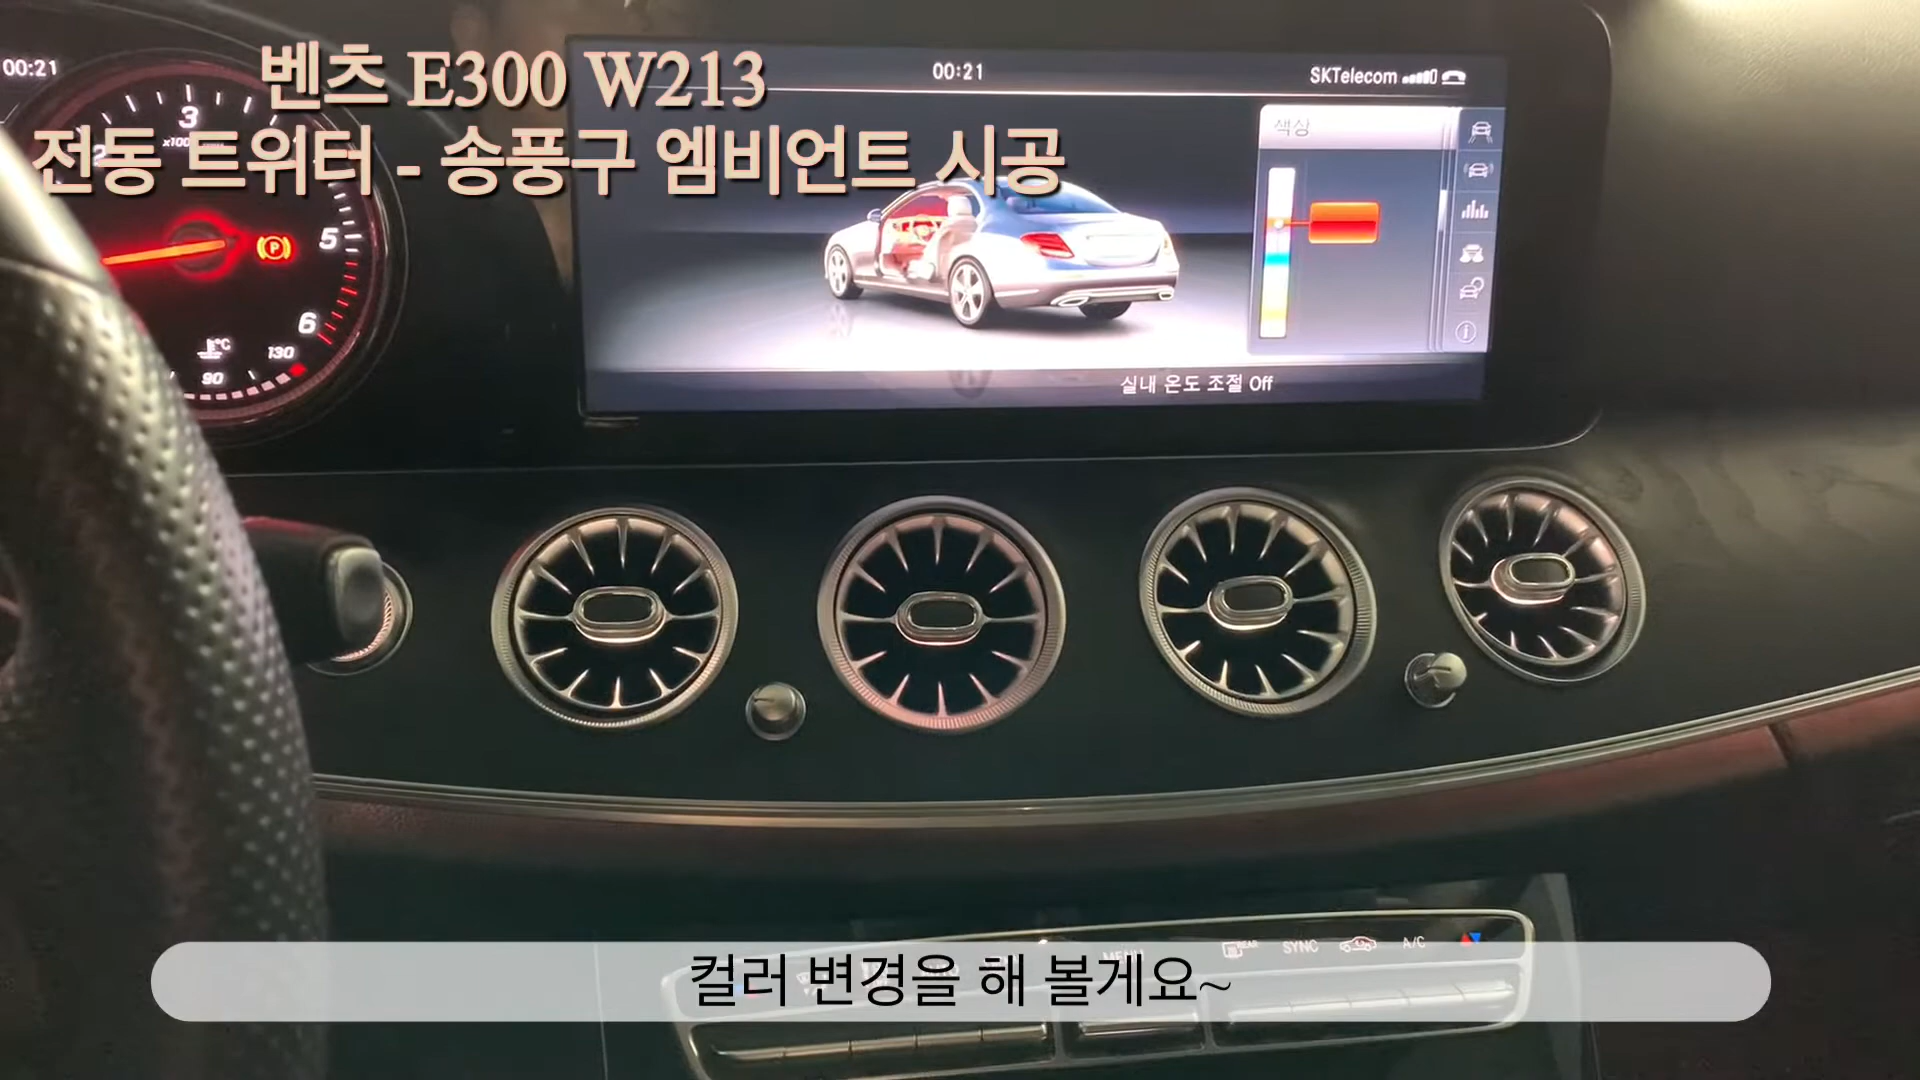 벤츠 E300 W213
전동 트위터 - 송풍구 엠비언트 시공
00:21
3
5
6
°C
130
90
00:21
SKTelecom
색상
실내 온도 조절 Off
MENU
REAR
SYNC
A/C
컬러 변경을 해 볼게요~